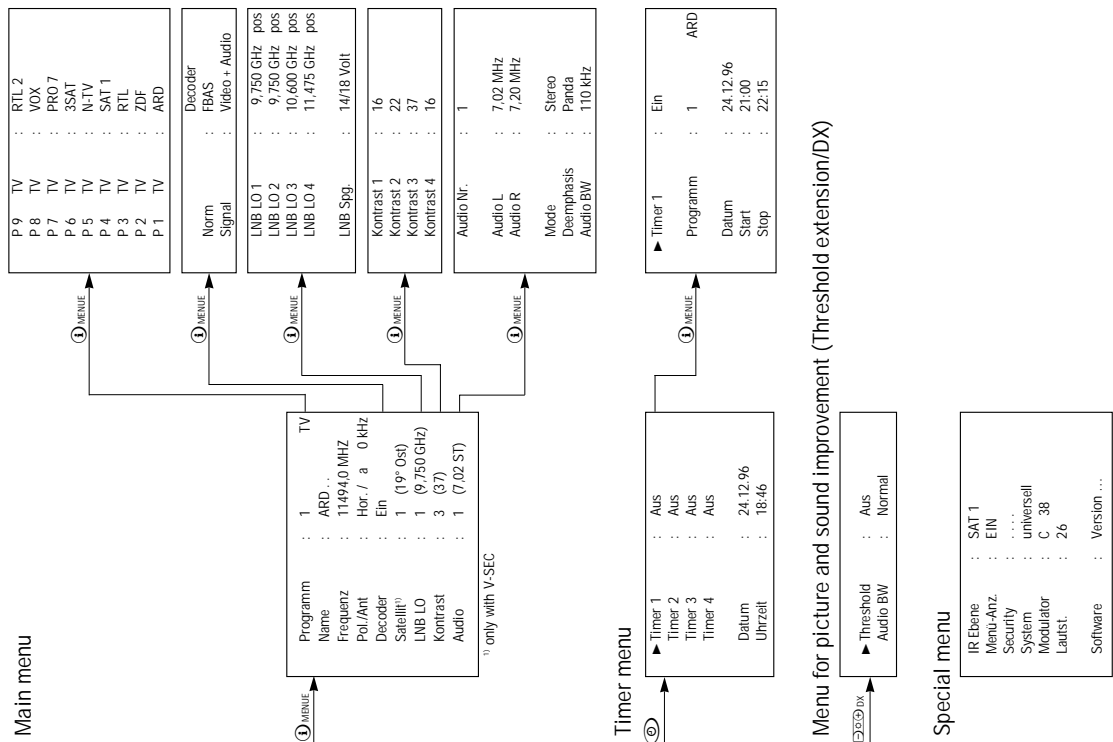 Main menu
i MENUE
Programm : 1 TV
Name : ARD . .
Frequenz : 11494,0 MHZ
Pol./Ant : Hor. / a 0 kHz
Decoder : Ein
Satellit1) : 1 (19° Ost)
LNB LO : 1 (9,750 GHz)
Kontrast : 3 (37)
Audio : 1 (7,02 ST)
1) only with V-SEC
i MENUE
P 9 TV : RTL 2
P 8 TV : VOX
P 7 TV : PRO 7
P 6 TV : 3SAT
P 5 TV : N-TV
P 4 TV : SAT 1
P 3 TV : RTL
P 2 TV : ZDF
P 1 TV : ARD
i MENUE
Decoder
Norm : FBAS
Signal : Video + Audio
i MENUE
LNB LO 1 : 9,750 GHz pos
LNB LO 2 : 9,750 GHz pos
LNB LO 3 : 10,600 GHz pos
LNB LO 4 : 11,475 GHz pos
LNB Spg. : 14/18 Volt
i MENUE
Kontrast 1 : 16
Kontrast 2 : 22
Kontrast 3 : 37
Kontrast 4 : 16
i MENUE
Audio Nr. : 1
Audio L : 7,02 MHz
Audio R : 7,20 MHz
Mode : Stereo
Deemphasis : Panda
Audio BW : 110 kHz
Timer menu
► Timer 1 : Aus
Timer 2 : Aus
Timer 3 : Aus
Timer 4 : Aus
Datum : 24.12.96
Uhrzeit : 18:46
i MENUE
► Timer 1 : Ein
Programm : 1 ARD
Datum : 24.12.96
Start : 21:00
Stop : 22:15
Menu for picture and sound improvement (Threshold extension/DX)
DX
► Threshold : Aus
Audio BW : Normal
Special menu
IR Ebene : SAT 1
Menü-Anz. : EIN
Security : . . . .
System : universell
Modulator : C 38
Lautst. : 26
Software : Version ...